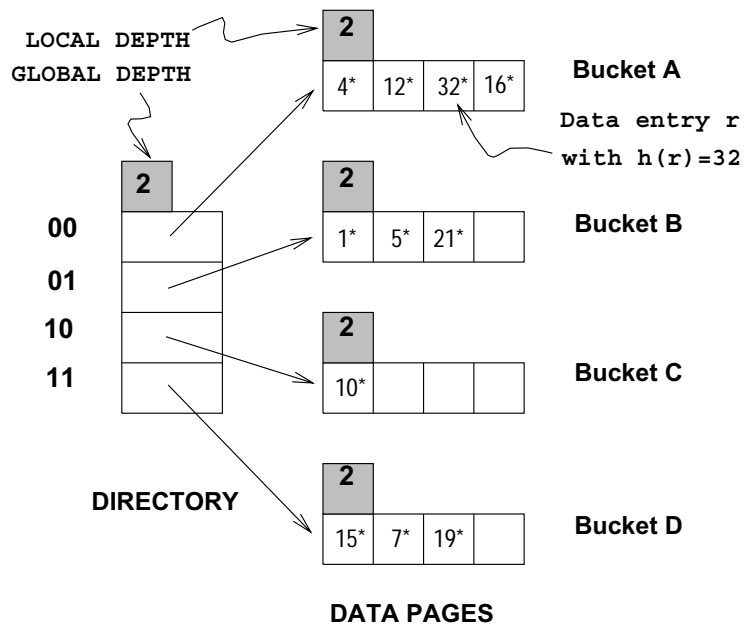 LOCAL DEPTH
GLOBAL DEPTH
2
4* 12* 32* 16*
Bucket A
Data entry r
with h(r)=32
2
00
01
10
11
DIRECTORY
2
1* 5* 21*
Bucket B
2
10*
Bucket C
2
15* 7* 19*
Bucket D
DATA PAGES